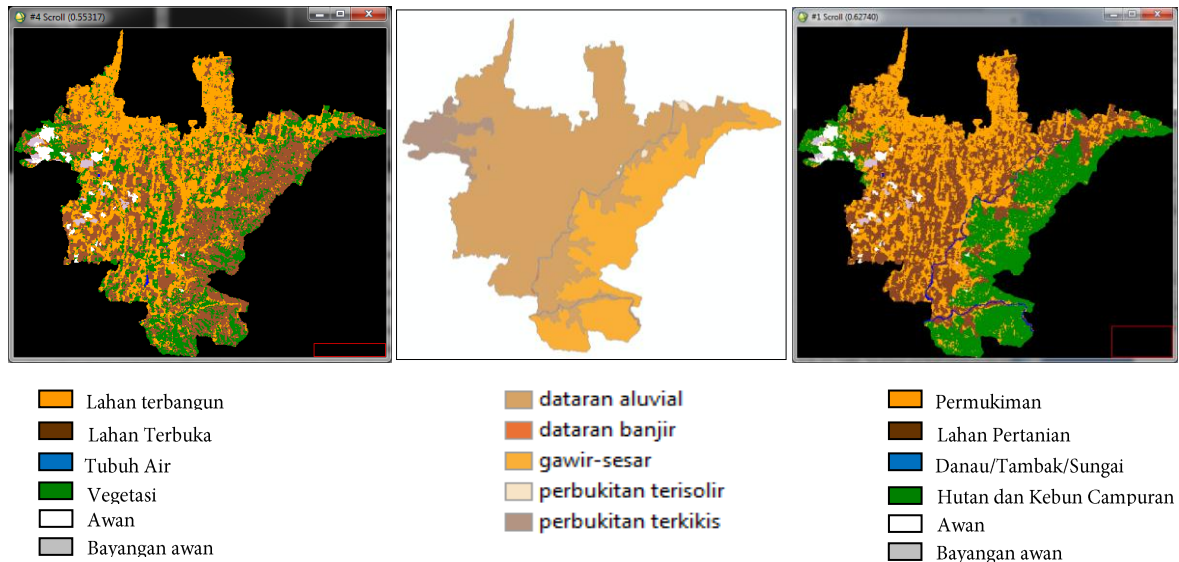 #4 Scroll (0.55317)
#1 Scroll (0.62740)
Lahan terbangun
Lahan Terbuka
Tubuh Air
Vegetasi
Awan
Bayangan awan
dataran aluvial
dataran banjir
gawir-sesar
perbukitan terisolir
perbukitan terkikis
Permukiman
Lahan Pertanian
Danau/Tambak/Sungai
Hutan dan Kebun Campuran
Awan
Bayangan awan